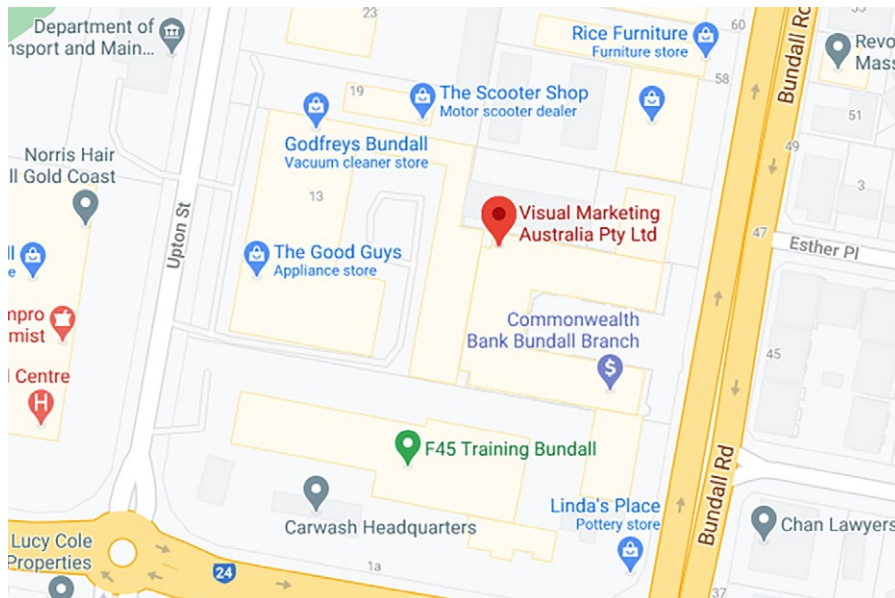 Department of
nsport and Main...
23
Rice Furniture
Furniture store
60
Bundall Rd
Revo
Mass
58
51
19
The Scooter Shop
Motor scooter dealer
Godfreys Bundall
Vacuum cleaner store
49
Norris Hair
ll Gold Coast
3
13
Visual Marketing
Australia Pty Ltd
47
Esther Pl
Upton St
The Good Guys
Appliance store
ll
e
Commonwealth
Bank Bundall Branch
$
mpro
mist
45
l Centre
H
F45 Training Bundall
Bundall Rd
Carwash Headquarters
Linda's Place
Pottery store
Chan Lawyers
Lucy Cole
Properties
24
1a
37